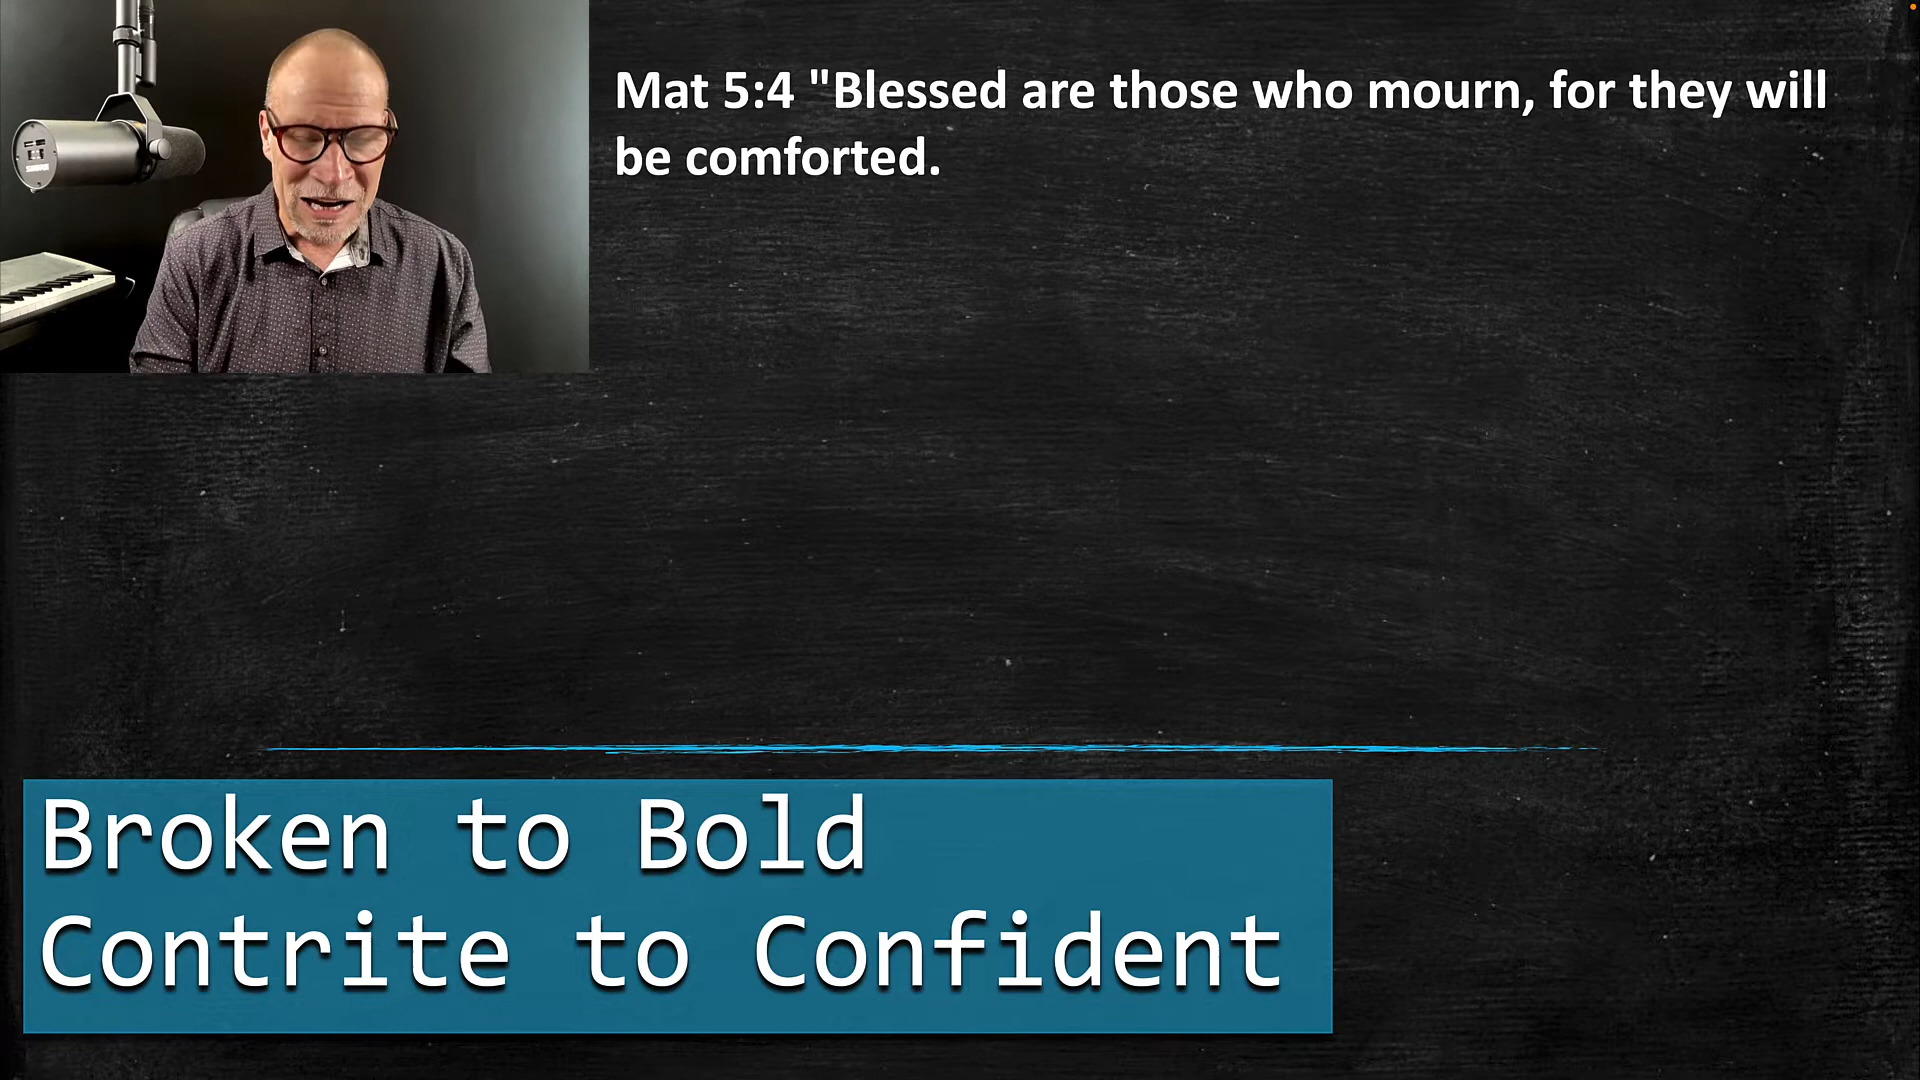 Mat 5:4 "Blessed are those who mourn, for they will
be comforted.
Broken to Bold
Contrite to Confident